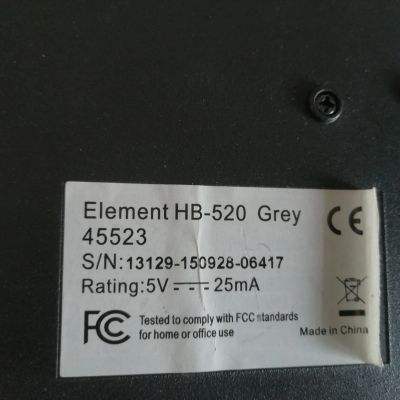 Element HB-520 Grey
45523
S/N: 13129-150928-06417
Rating: 5V ⎓ 25mA
CE
FC Tested to comply with FCC standards
for home or office use
Made in China